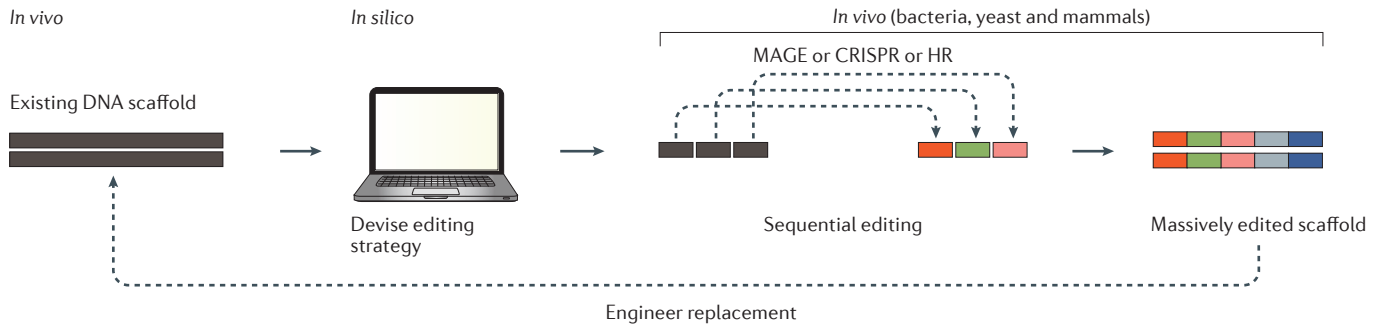 In vivo
In silico
In vivo (bacteria, yeast and mammals)
MAGE or CRISPR or HR
Existing DNA scaffold
Devise editing
strategy
Sequential editing
Massively edited scaffold
Engineer replacement